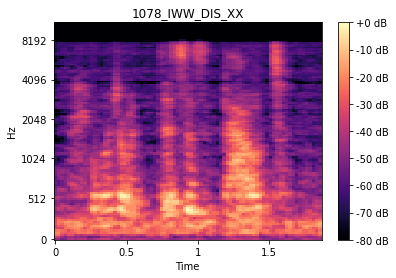 1078_IWW_DIS_XX
+0 dB
8192
-10 dB
4096
-20 dB
-30 dB
2048
Hz
-40 dB
1024
-50 dB
512
-60 dB
-70 dB
0
-80 dB
0
0.5
1
1.5
Time